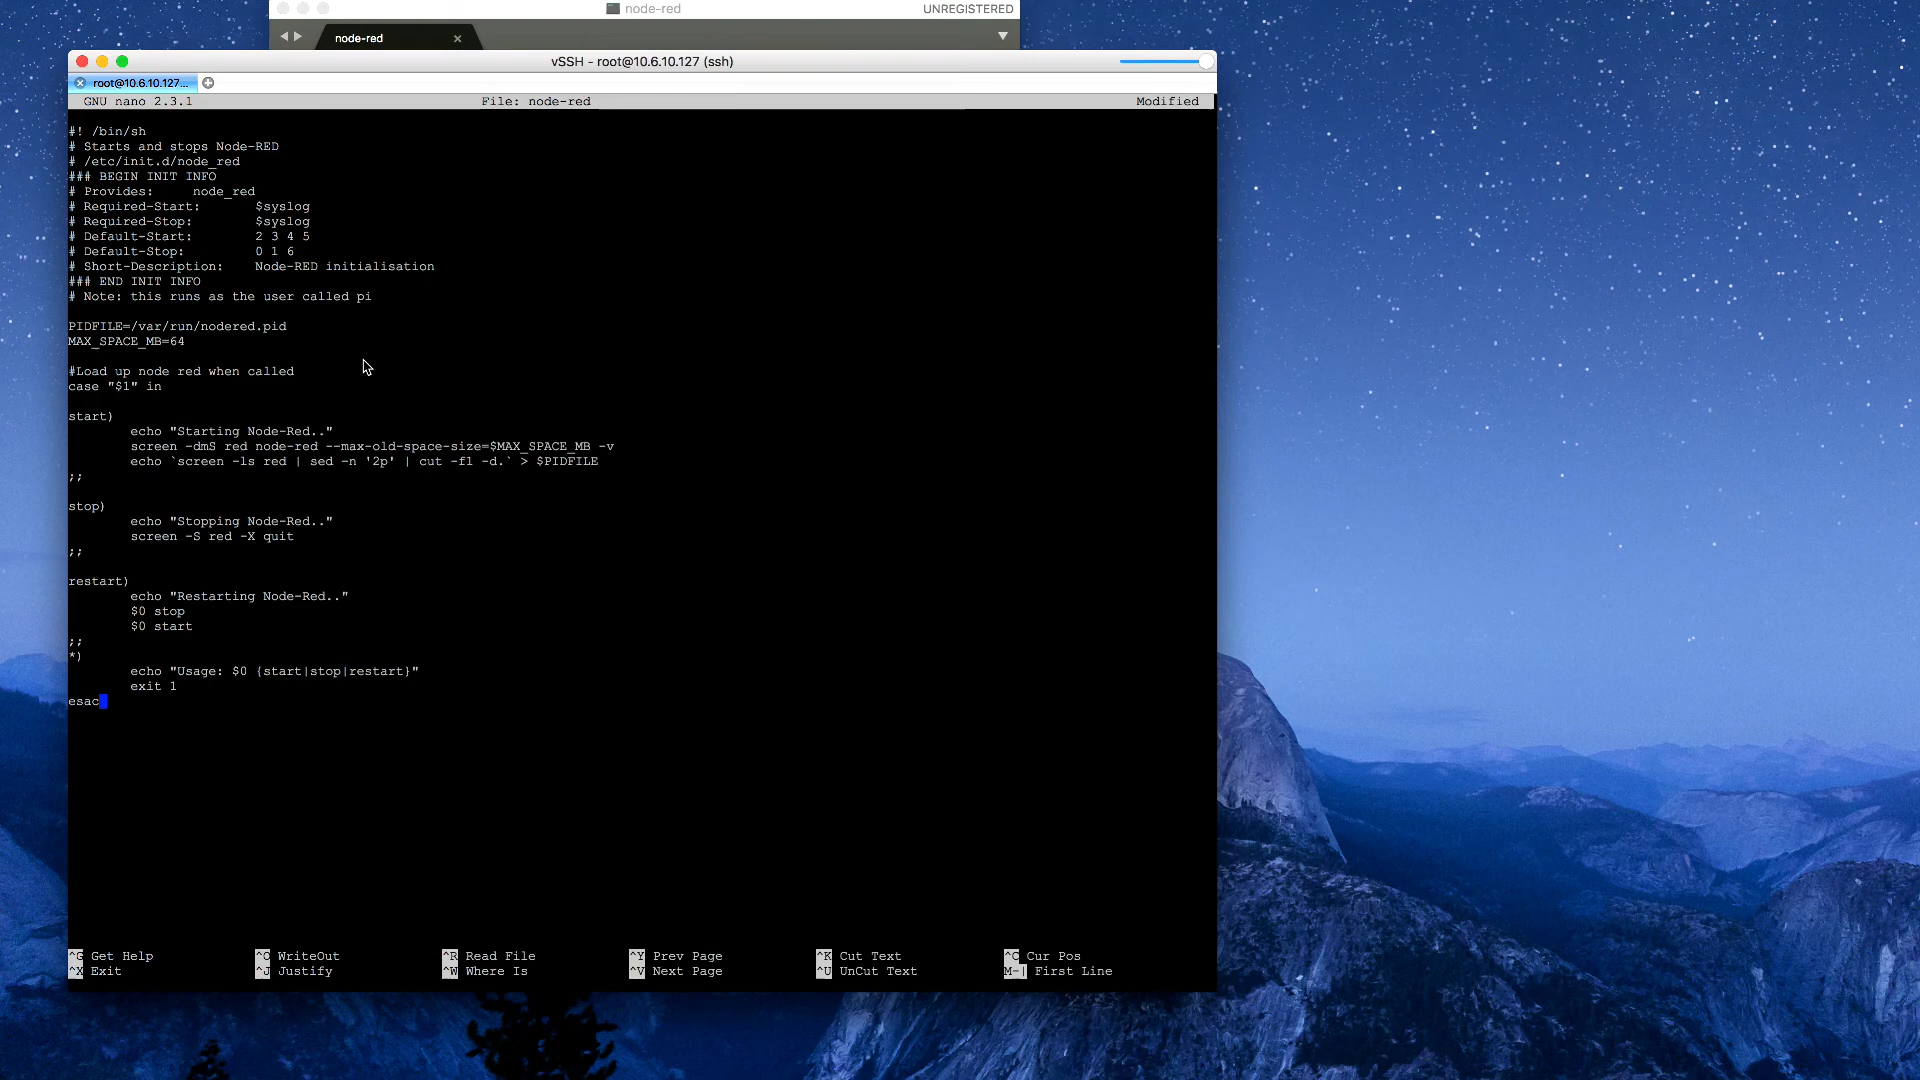 node-red
UNREGISTERED
node-red
vSSH - root@10.6.10.127 (ssh)
root@10.6.10.127...
GNU nano 2.3.1 File: node-red Modified
#! /bin/sh
# Starts and stops Node-RED
# /etc/init.d/node_red
### BEGIN INIT INFO
# Provides: node_red
# Required-Start: $syslog
# Required-Stop: $syslog
# Default-Start: 2 3 4 5
# Default-Stop: 0 1 6
# Short-Description: Node-RED initialisation
### END INIT INFO
# Note: this runs as the user called pi
PIDFILE=/var/run/nodered.pid
MAX_SPACE_MB=64
#Load up node red when called
case "$1" in
start)
echo "Starting Node-Red.."
screen -dmS red node-red --max-old-space-size=$MAX_SPACE_MB -v
echo `screen -ls red | sed -n '2p' | cut -f1 -d.` > $PIDFILE
;;
stop)
echo "Stopping Node-Red.."
screen -S red -X quit
;;
restart)
echo "Restarting Node-Red.."
$0 stop
$0 start
;;
*)
echo "Usage: $0 {start|stop|restart}"
exit 1
esac
^G Get Help ^O WriteOut ^R Read File ^Y Prev Page ^K Cut Text ^C Cur Pos
^X Exit ^J Justify ^W Where Is ^V Next Page ^U UnCut Text M-| First Line